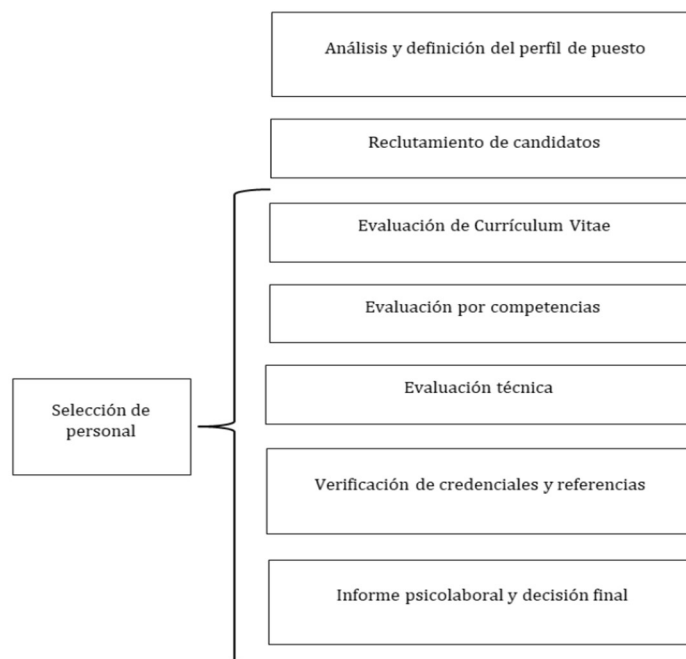 Análisis y definición del perfil de puesto
Reclutamiento de candidatos
Evaluación de Currículum Vitae
Evaluación por competencias
Evaluación técnica
Selección de
personal
Verificación de credenciales y referencias
Informe psicolaboral y decisión final